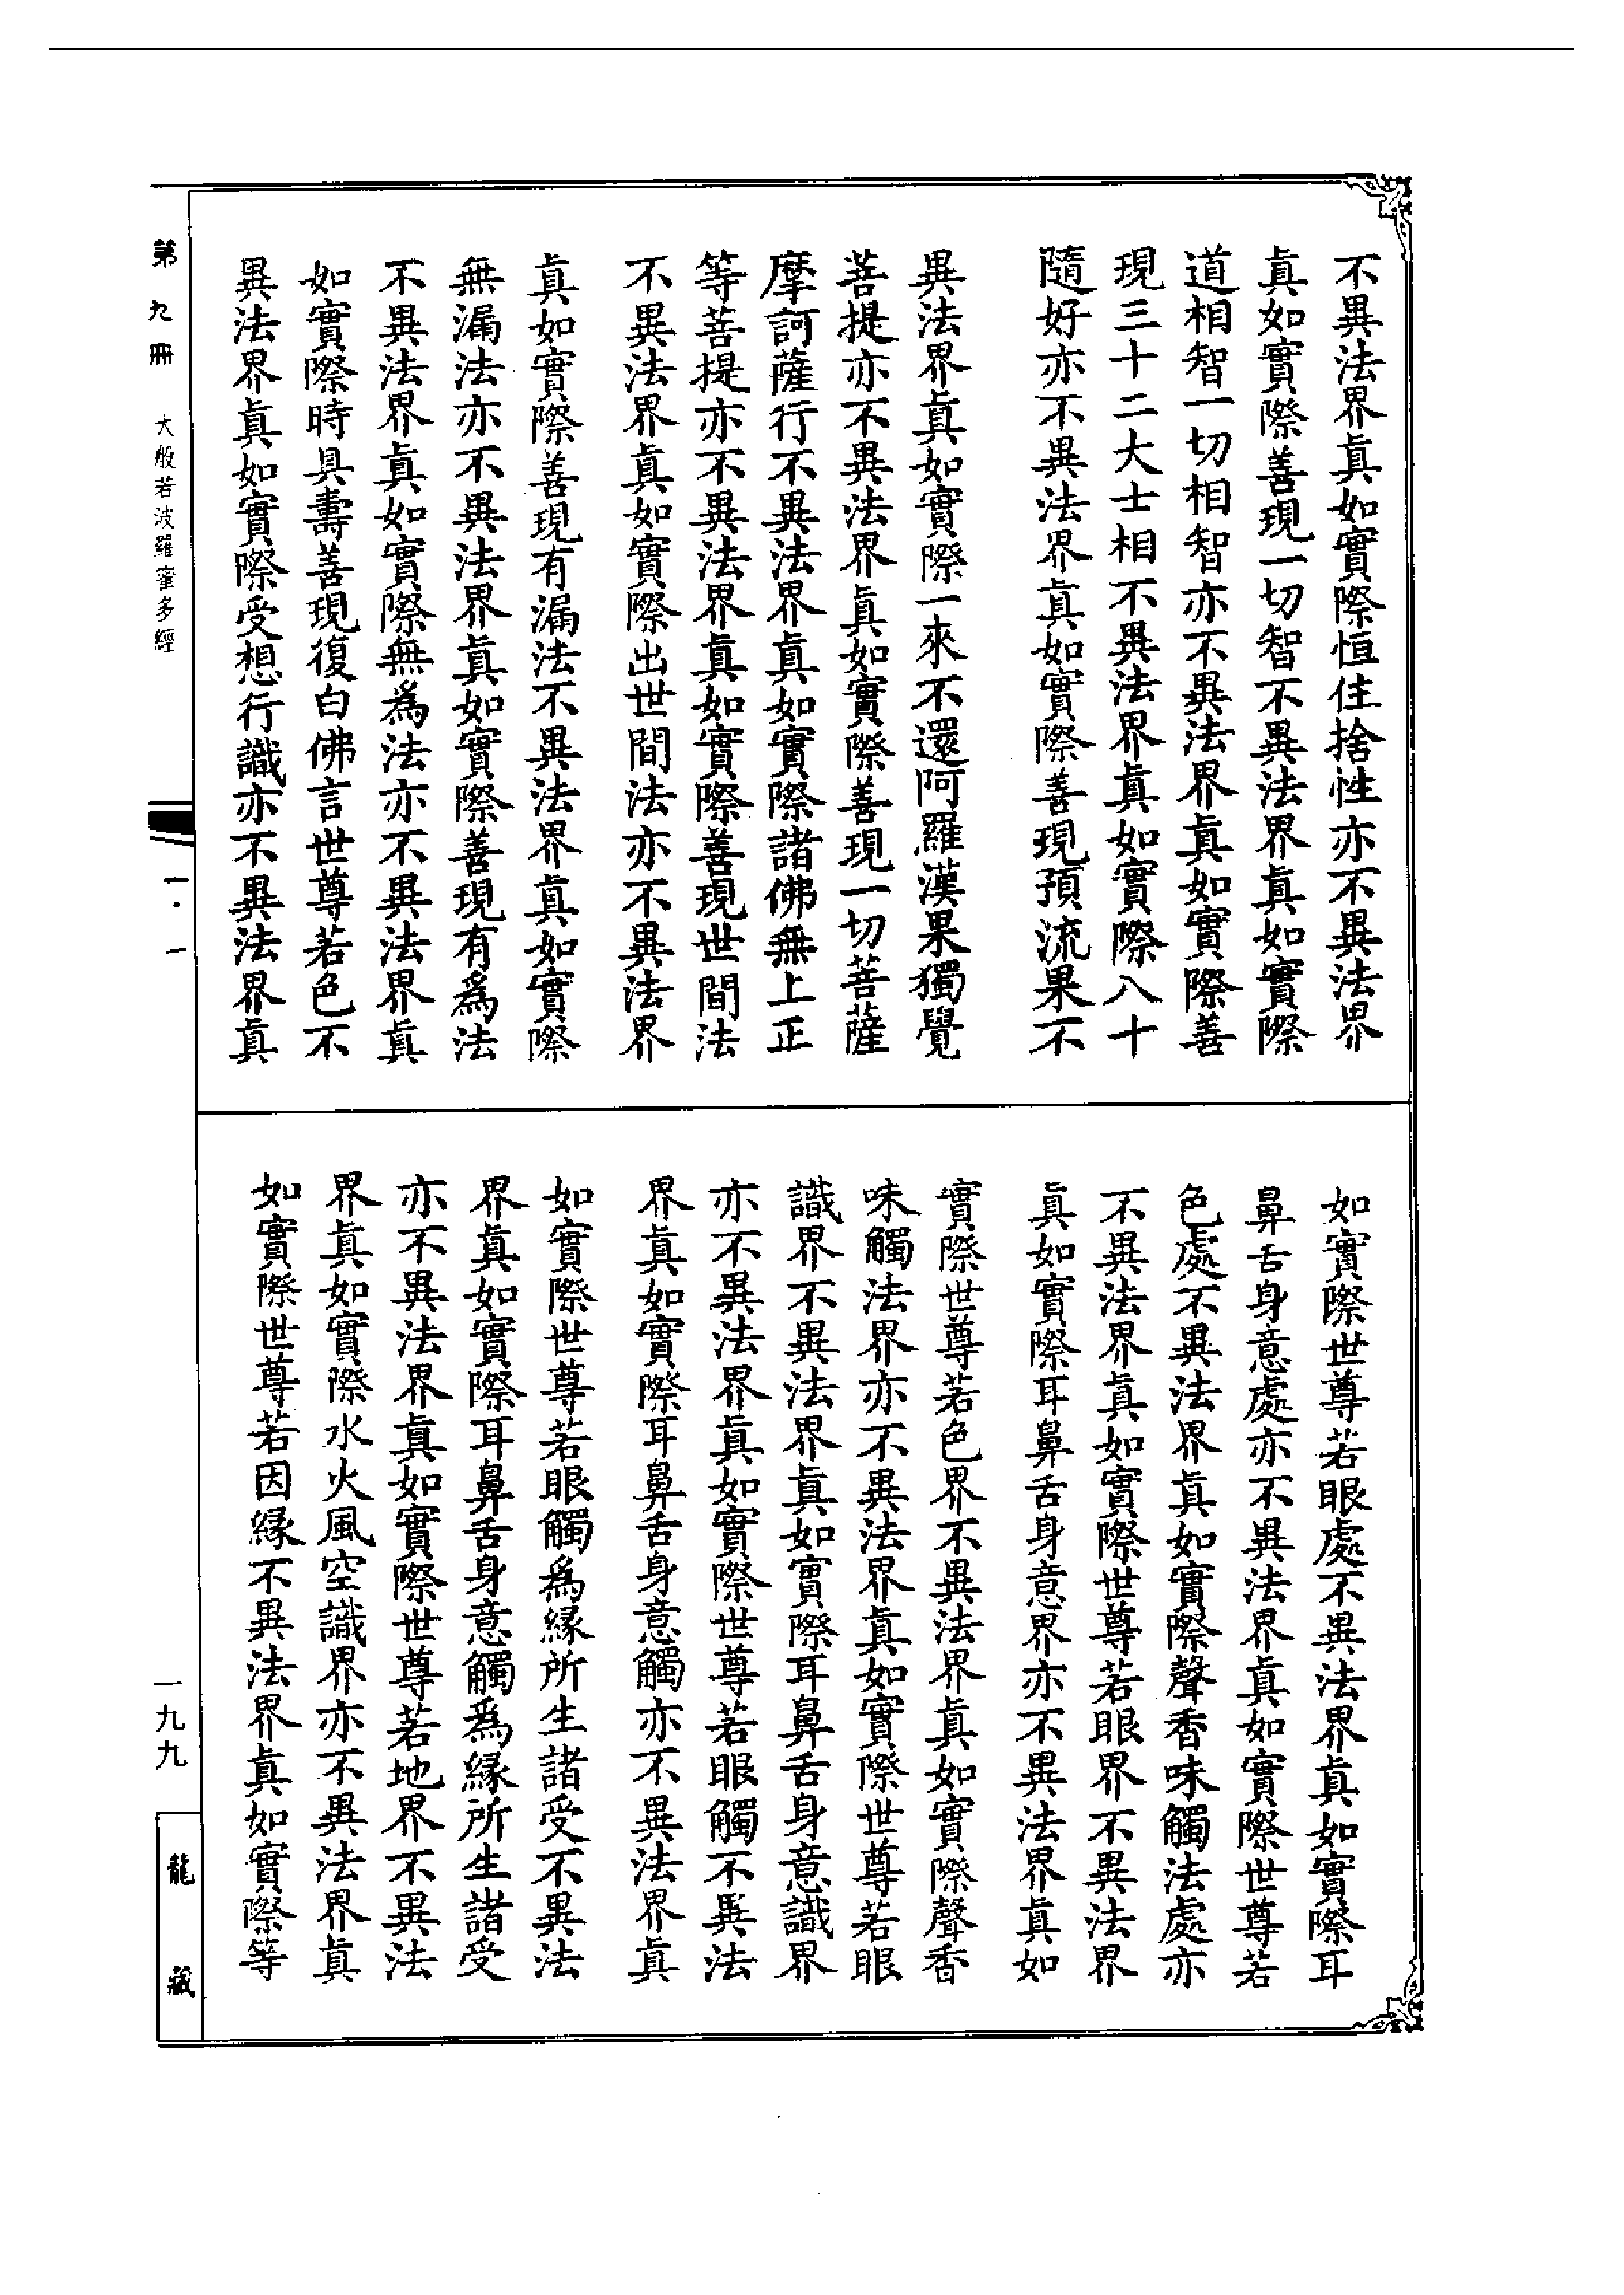 不異法界真如實際恒住捨性亦不異法界
真如實際善現一切智不異法界真如實際
道相智一切相智亦不異法界真如實際善
現三十二大士相不異法界真如實際八十
隨好亦不異法界真如實際善現預流果不
異法界真如實際一來不還阿羅漢果獨覺
菩提亦不異法界真如實際善現一切菩薩
摩訶薩行不異法界真如實際諸佛無上正
等菩提亦不異法界真如實際善現世間法
不異法界真如實際出世間法亦不異法界
真如實際善現有漏法不異法界真如實際
無漏法亦不異法界真如實際善現有為法
不異法界真如實際無為法亦不異法界真
如實際時具壽善現復白佛言世尊若色不
異法界真如實際受想行識亦不異法界真
如實際世尊若眼處不異法界真如實際耳
鼻舌身意處亦不異法界真如實際世尊若
色處不異法界真如實際聲香味觸法處亦
不異法界真如實際世尊若眼界不異法界
真如實際耳鼻舌身意界亦不異法界真如
實際世尊若色界不異法界真如實際聲香
味觸法界亦不異法界真如實際世尊若眼
識界不異法界真如實際耳鼻舌身意識界
亦不異法界真如實際世尊若眼觸不異法
界真如實際耳鼻舌身意觸亦不異法界真
如實際世尊若眼觸為緣所生諸受不異法
界真如實際耳鼻舌身意觸為緣所生諸受
亦不異法界真如實際世尊若地界不異法
界真如實際水火風空識界亦不異法界真
如實際世尊若因緣不異法界真如實際等
第九冊 大般若波羅蜜多經
一·一
一九九
龍藏